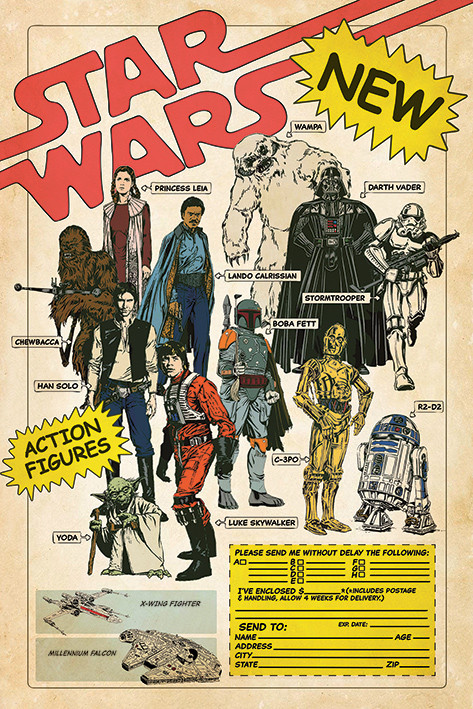 STAR
WARS
NEW
WAMPA
PRINCESS LEIA
DARTH VADER
LANDO CALRISSIAN
STORMTROOPER
BOBA FETT
CHEWBACCA
HAN SOLO
R2-D2
ACTION
FIGURES
C-3PO
LUKE SKYWALKER
YODA
PLEASE SEND ME WITHOUT DELAY THE FOLLOWING:
A B F
C G
D H
E
I'VE ENCLOSED $ *(*INCLUDES POSTAGE
& HANDLING, ALLOW 4 WEEKS FOR DELIVERY.)
SEND TO: EXP. DATE:
NAME AGE
ADDRESS
CITY
STATE ZIP
X-WING FIGHTER
MILLENNIUM FALCON